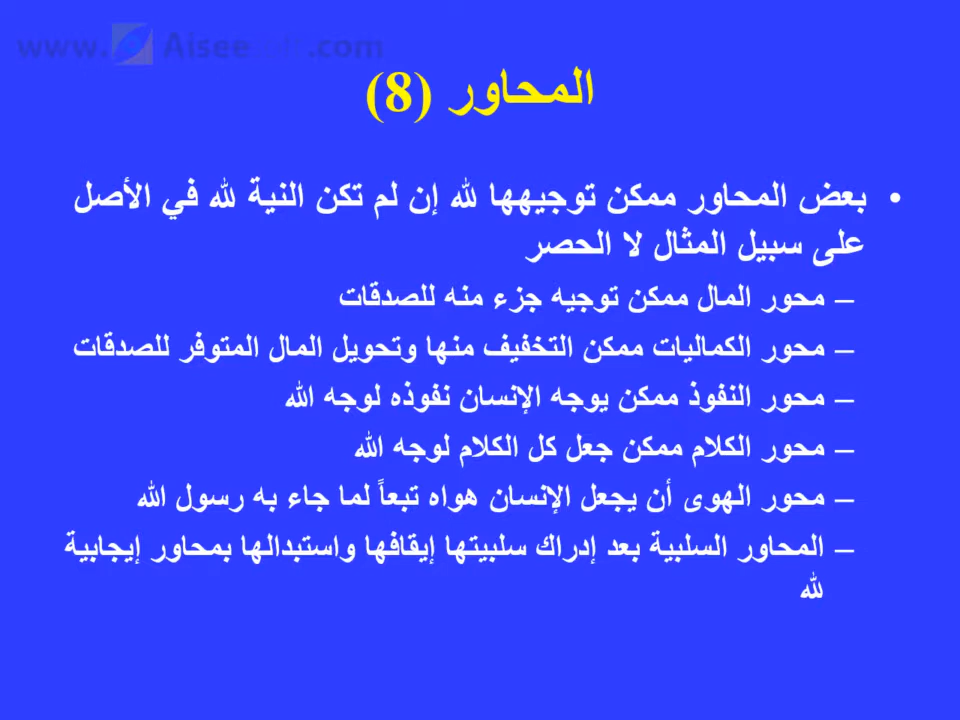 www. Aisee .com
المحاور (8)
• بعض المحاور ممكن توجيهها لله إن لم تكن النية لله في الأصل
على سبيل المثال لا الحصر
– محور المال ممكن توجيه جزء منه للصدقات
– محور الكماليات ممكن التخفيف منها وتحويل المال المتوفر للصدقات
– محور النفوذ ممكن يوجه الإنسان نفوذه لوجه الله
– محور الكلام ممكن جعل كل الكلام لوجه الله
– محور الهوى أن يجعل الإنسان هواه تبعاً لما جاء به رسول الله
– المحاور السلبية بعد إدراك سلبيتها إيقافها واستبدالها بمحاور إيجابية
لله